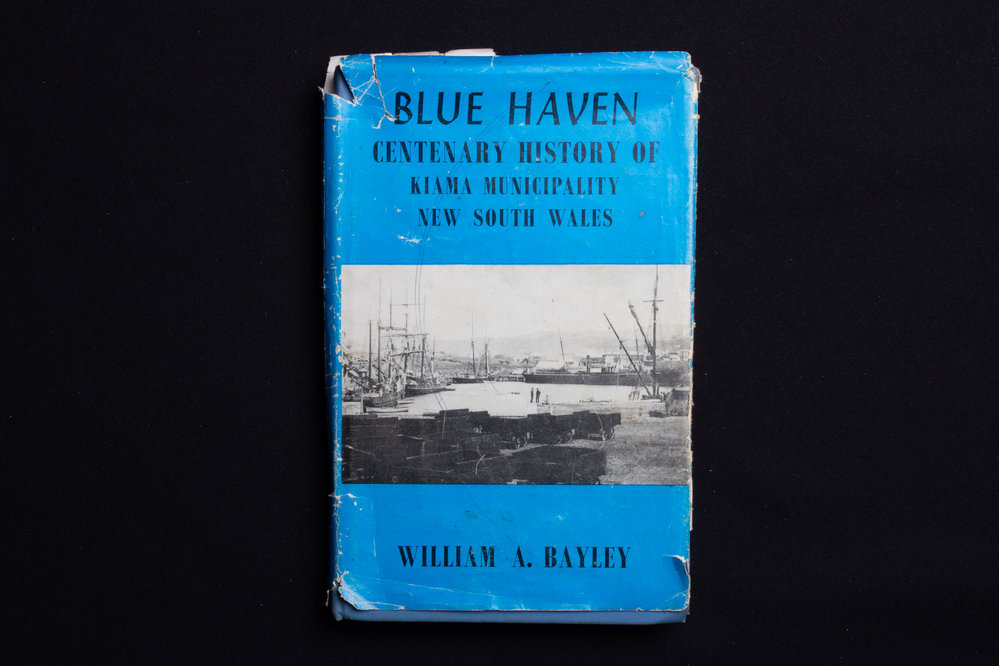 BLUE HAVEN
CENTENARY HISTORY OF
KIAMA MUNICIPALITY
NEW SOUTH WALES
WILLIAM A. BAYLEY